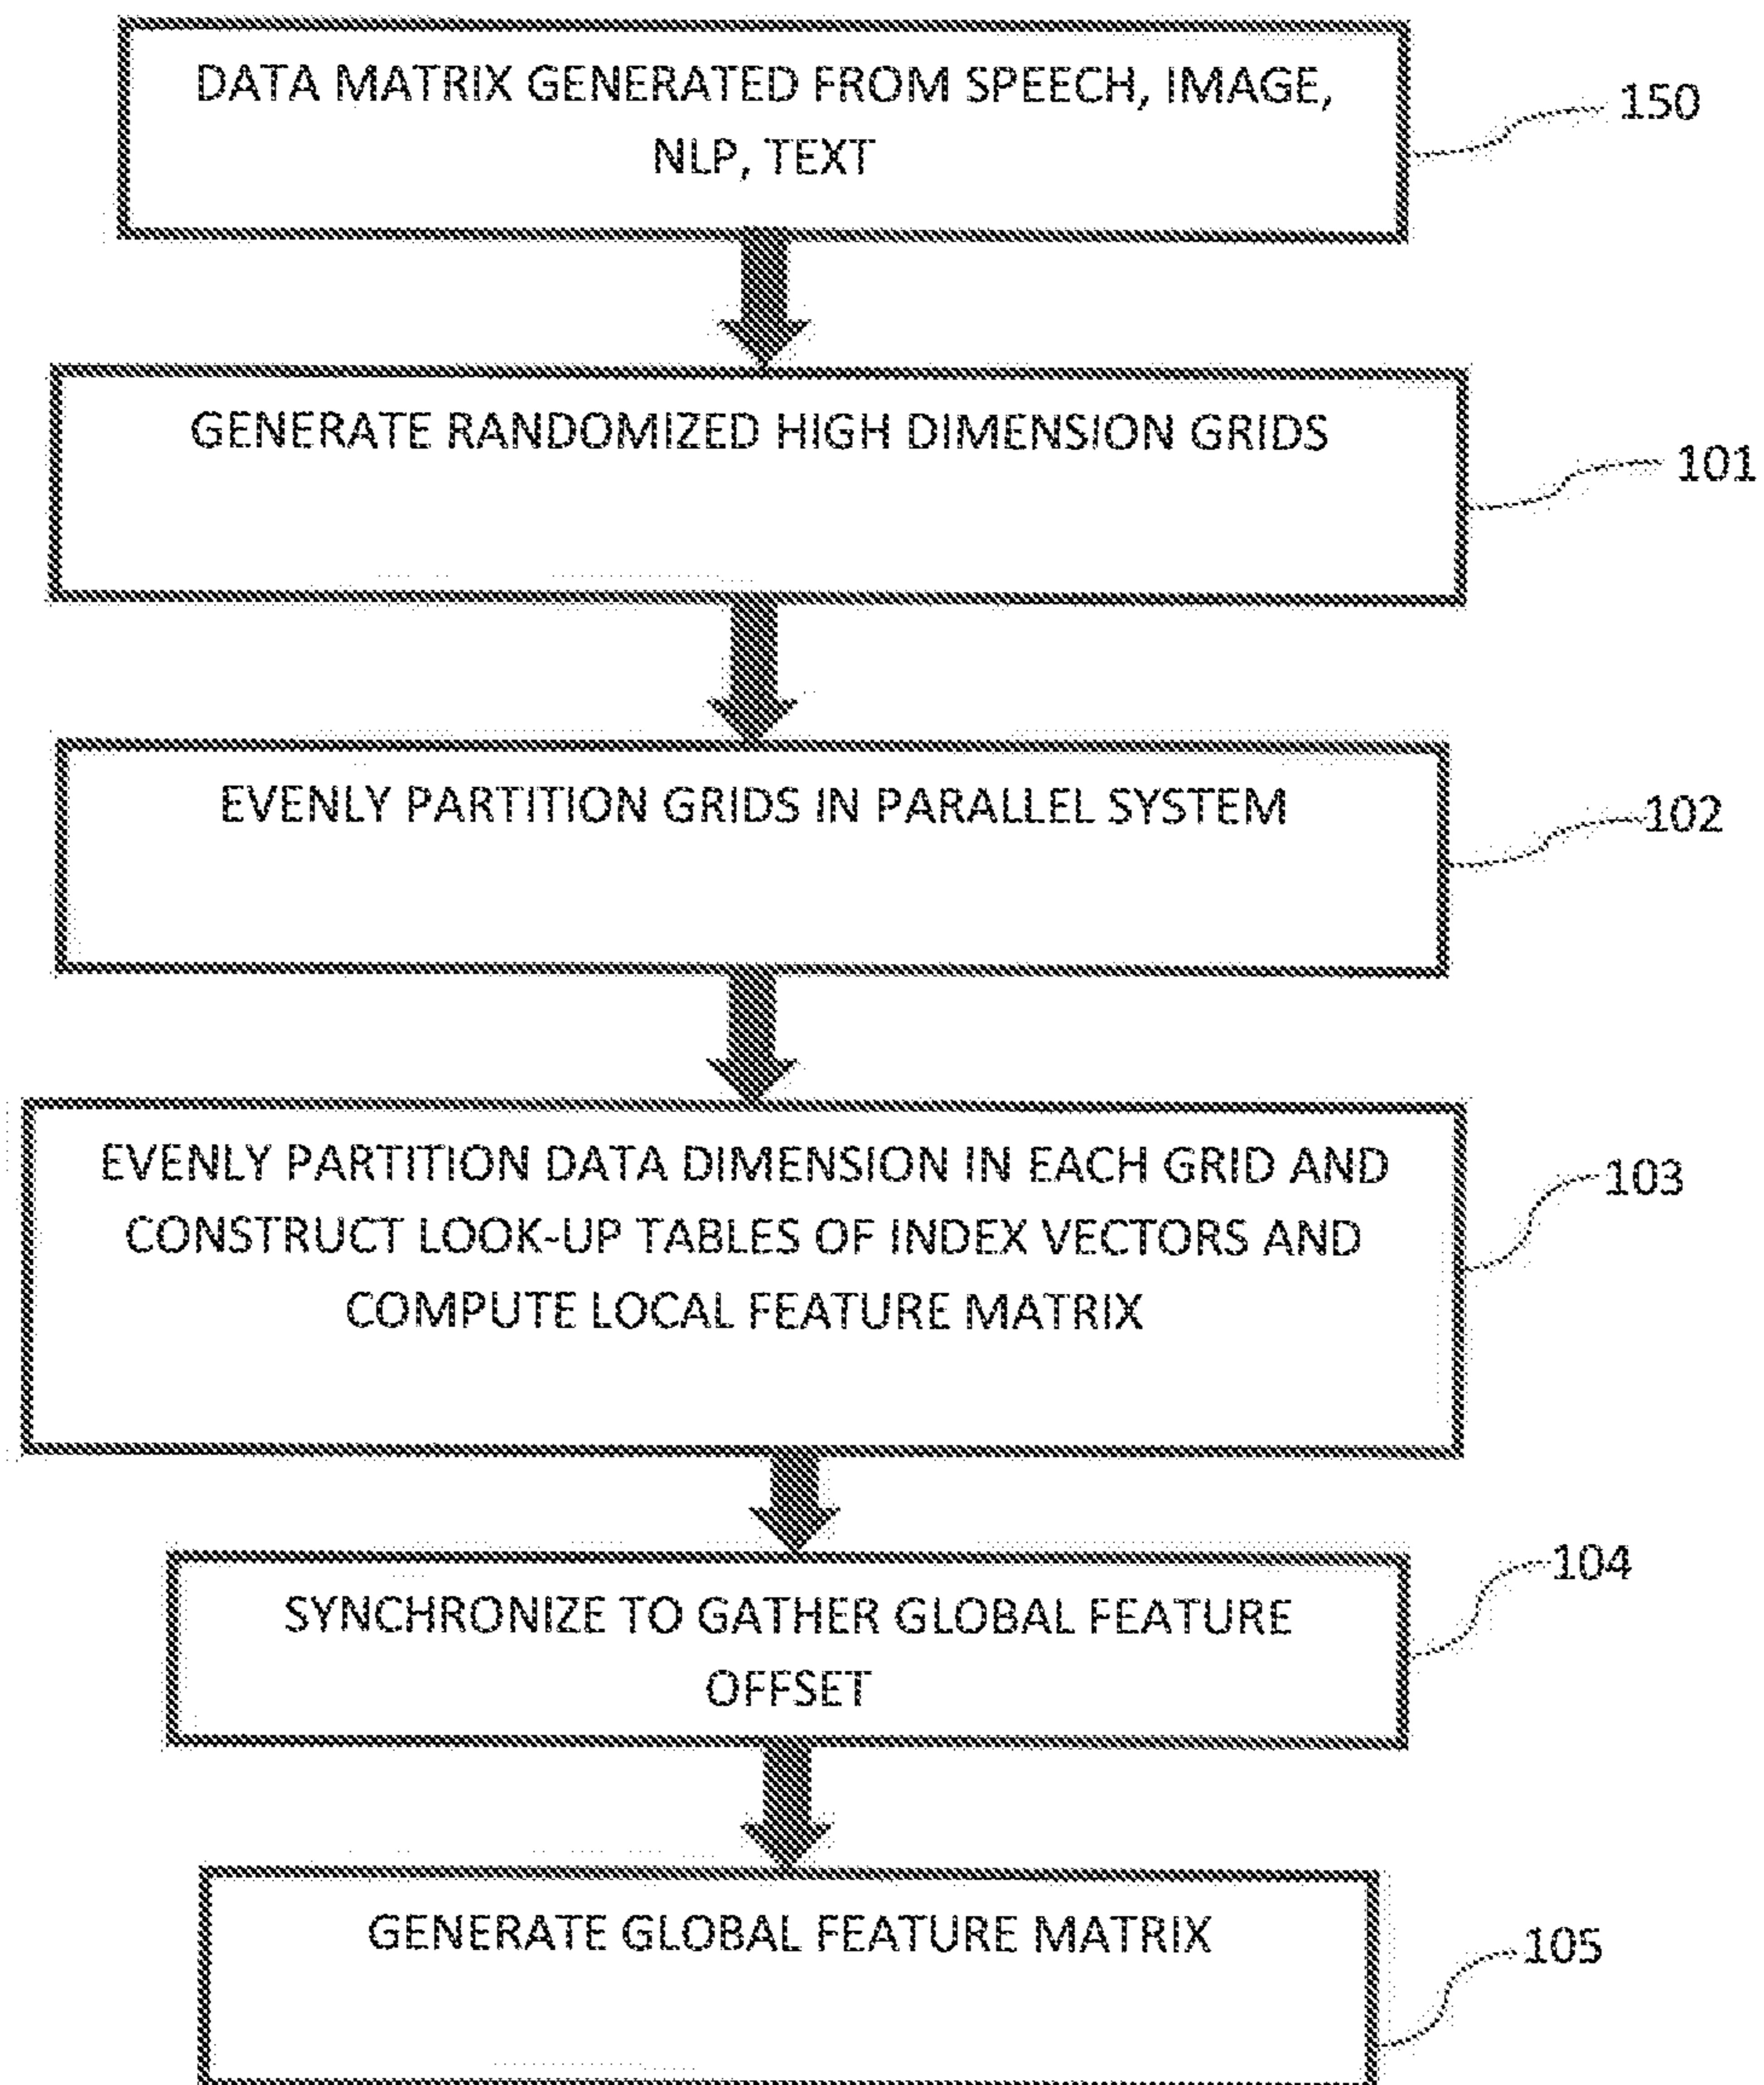 DATA MATRIX GENERATED FROM SPEECH, IMAGE,
NLP, TEXT
150
GENERATE RANDOMIZED HIGH DIMENSION GRIDS
101
EVENLY PARTITION GRIDS IN PARALLEL SYSTEM
102
EVENLY PARTITION DATA DIMENSION IN EACH GRID AND
CONSTRUCT LOOK-UP TABLES OF INDEX VECTORS AND
COMPUTE LOCAL FEATURE MATRIX
103
SYNCHRONIZE TO GATHER GLOBAL FEATURE
OFFSET
104
GENERATE GLOBAL FEATURE MATRIX
105